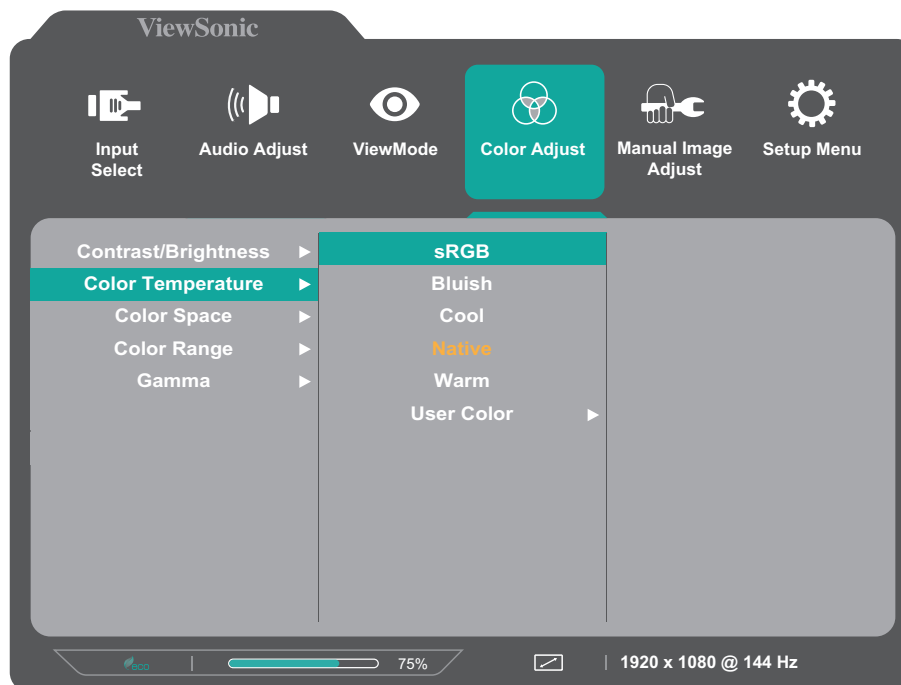 ViewSonic
Input
Select
Audio Adjust
ViewMode
Color Adjust
Manual Image
Adjust
Setup Menu
Contrast/Brightness
Color Temperature
Color Space
Color Range
Gamma
sRGB
Bluish
Cool
Native
Warm
User Color
eco
75%
1920 x 1080 @ 144 Hz